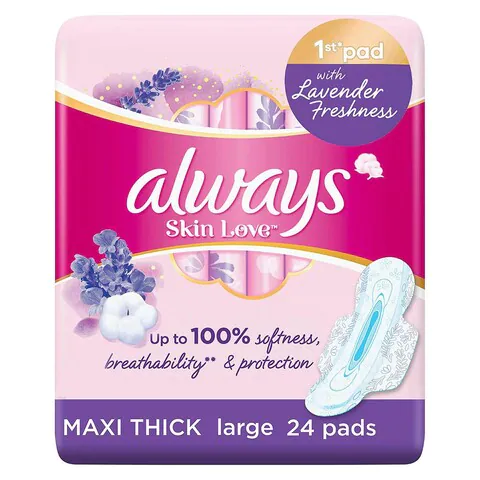 1st* pad
with
Lavender
Freshness
always
Skin Love™
Up to 100% softness,
breathability** & protection
MAXI THICK large 24 pads